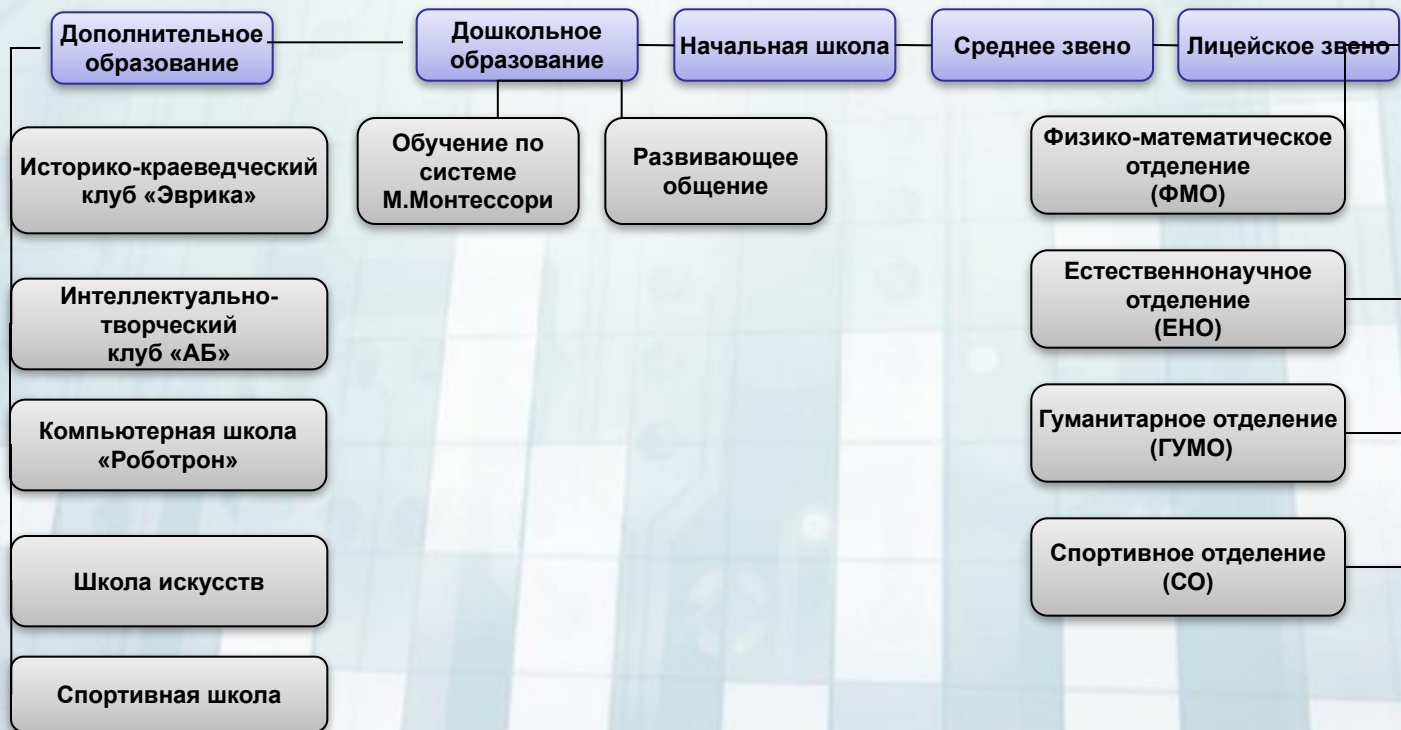 Дополнительное
образование
Дошкольное
образование
Начальная школа
Среднее звено
Лицейское звено
Историко-краеведческий
клуб «Эврика»
Интеллектуально-
творческий
клуб «АБ»
Компьютерная школа
«Роботрон»
Школа искусств
Спортивная школа
Обучение по
системе
М.Монтессори
Развивающее
общение
Физико-математическое
отделение
(ФМО)
Естественнонаучное
отделение
(ЕНО)
Гуманитарное отделение
(ГУМО)
Спортивное отделение
(СО)